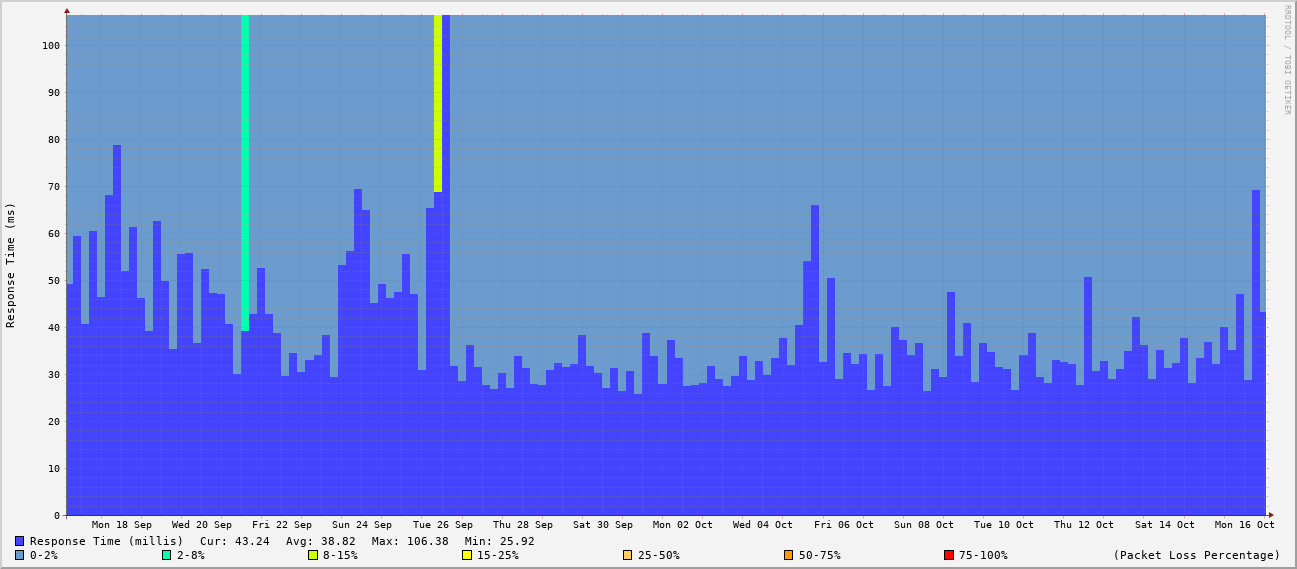 RRDTOOL / TOBI OETIKER
Response Time (ms)
100
90
80
70
60
50
40
30
20
10
0
Mon 18 Sep Wed 20 Sep Fri 22 Sep Sun 24 Sep Tue 26 Sep Thu 28 Sep Sat 30 Sep Mon 02 Oct Wed 04 Oct Fri 06 Oct Sun 08 Oct Tue 10 Oct Thu 12 Oct Sat 14 Oct Mon 16 Oct
Response Time (millis) Cur: 43.24 Avg: 38.82 Max: 106.38 Min: 25.92
0-2% 2-8% 8-15% 15-25% 25-50% 50-75% 75-100% (Packet Loss Percentage)